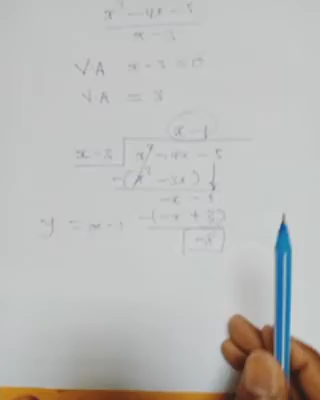 x² - 4x - 5
x - 3
VA x - 3 = 0
VA = 3
x - 1
x - 3 x² - 4x - 5
-(x² - 3x)
-x - 5
y = x - 1 -(-x + 3)
-8